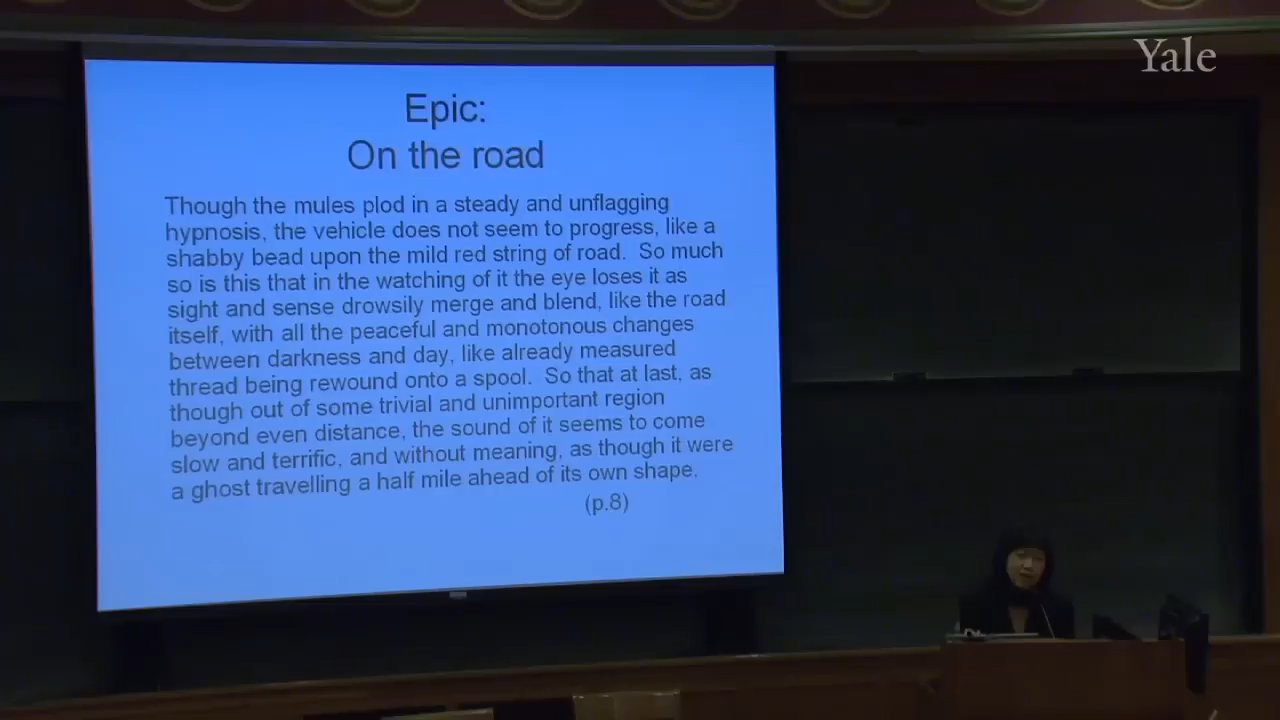 Yale
Epic:
On the road
Though the mules plod in a steady and unflagging
hypnosis, the vehicle does not seem to progress, like a
shabby bead upon the mild red string of road.  So much
so is this that in the watching of it the eye loses it as
sight and sense drowsily merge and blend, like the road
itself, with all the peaceful and monotonous changes
between darkness and day, like already measured
thread being rewound onto a spool.  So that at last, as
though out of some trivial and unimportant region
beyond even distance, the sound of it seems to come
slow and terrific, and without meaning, as though it were
a ghost travelling a half mile ahead of its own shape.
(p.8)